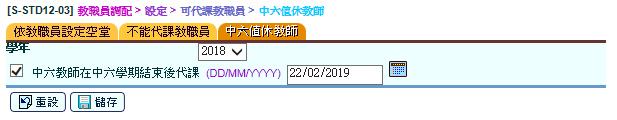 [S-STD12-03] 教職員調配 > 設定 > 可代課教職員 > 中六值休教師
依教職員設定空堂 不能代課教職員 中六值休教師
學年 2018
中六教師在中六學期結束後代課 (DD/MM/YYYY) 22/02/2019
重設 儲存